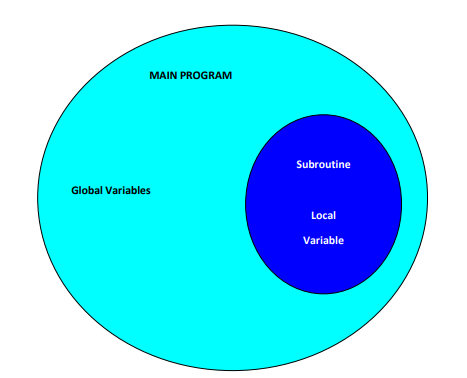 MAIN PROGRAM
Subroutine
Global Variables
Local
Variable